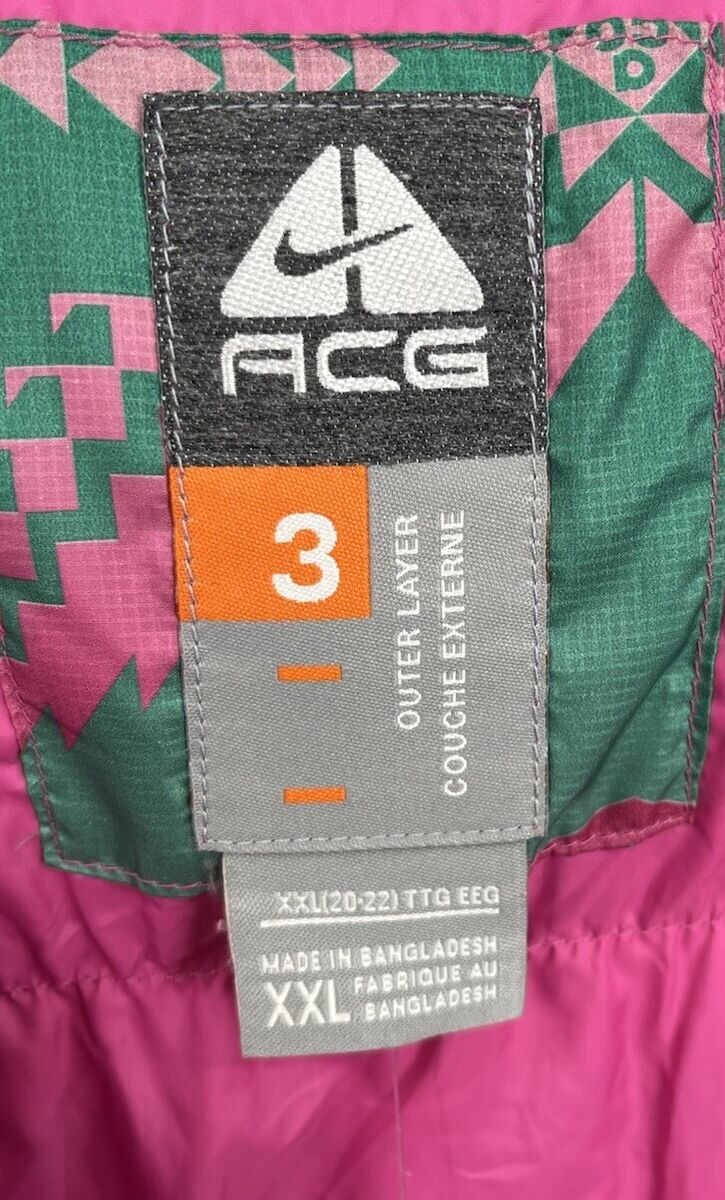 ACG
3
OUTER LAYER
COUCHE EXTERNE
XXL(20-22) TTG EEG
MADE IN BANGLADESH
XXL FABRIQUE AU
BANGLADESH